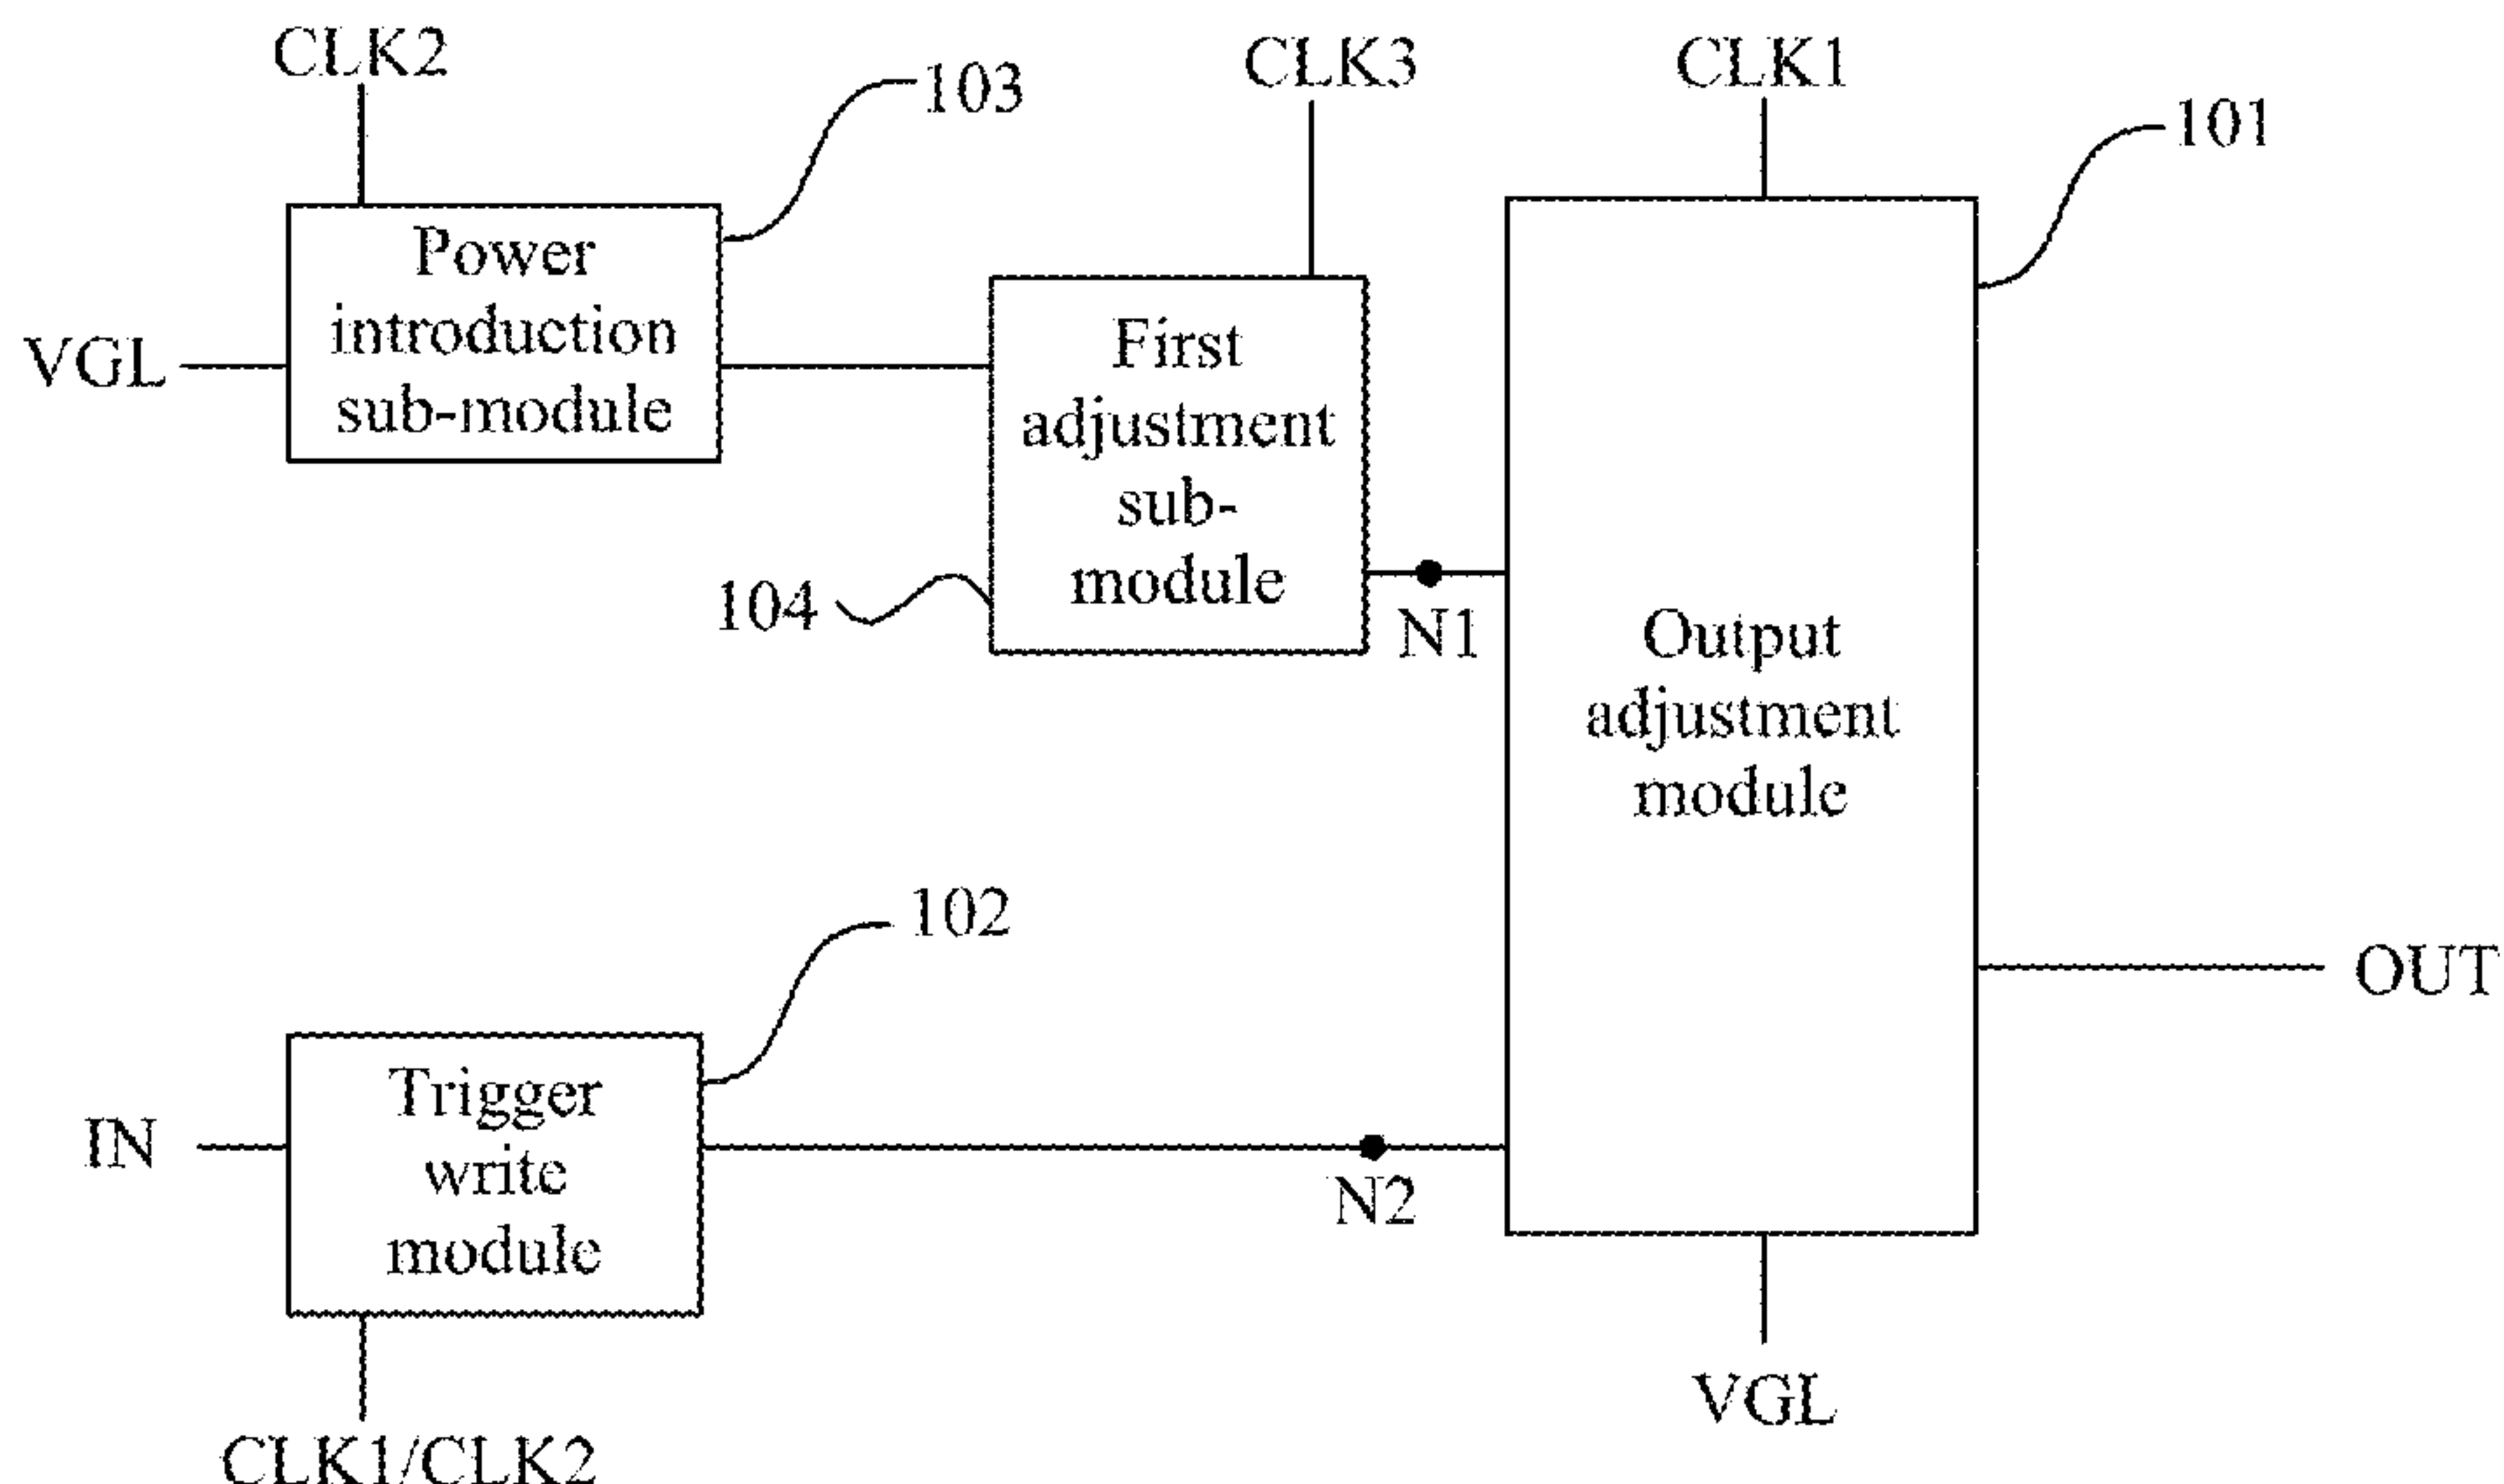 CLK2
103
CLK3
CLK1
101
Power
introduction
sub-module
VGL
First
adjustment
sub-
module
104
N1
Output
adjustment
module
102
OUT
Trigger
write
module
IN
N2
VGL
CLK1/CLK2